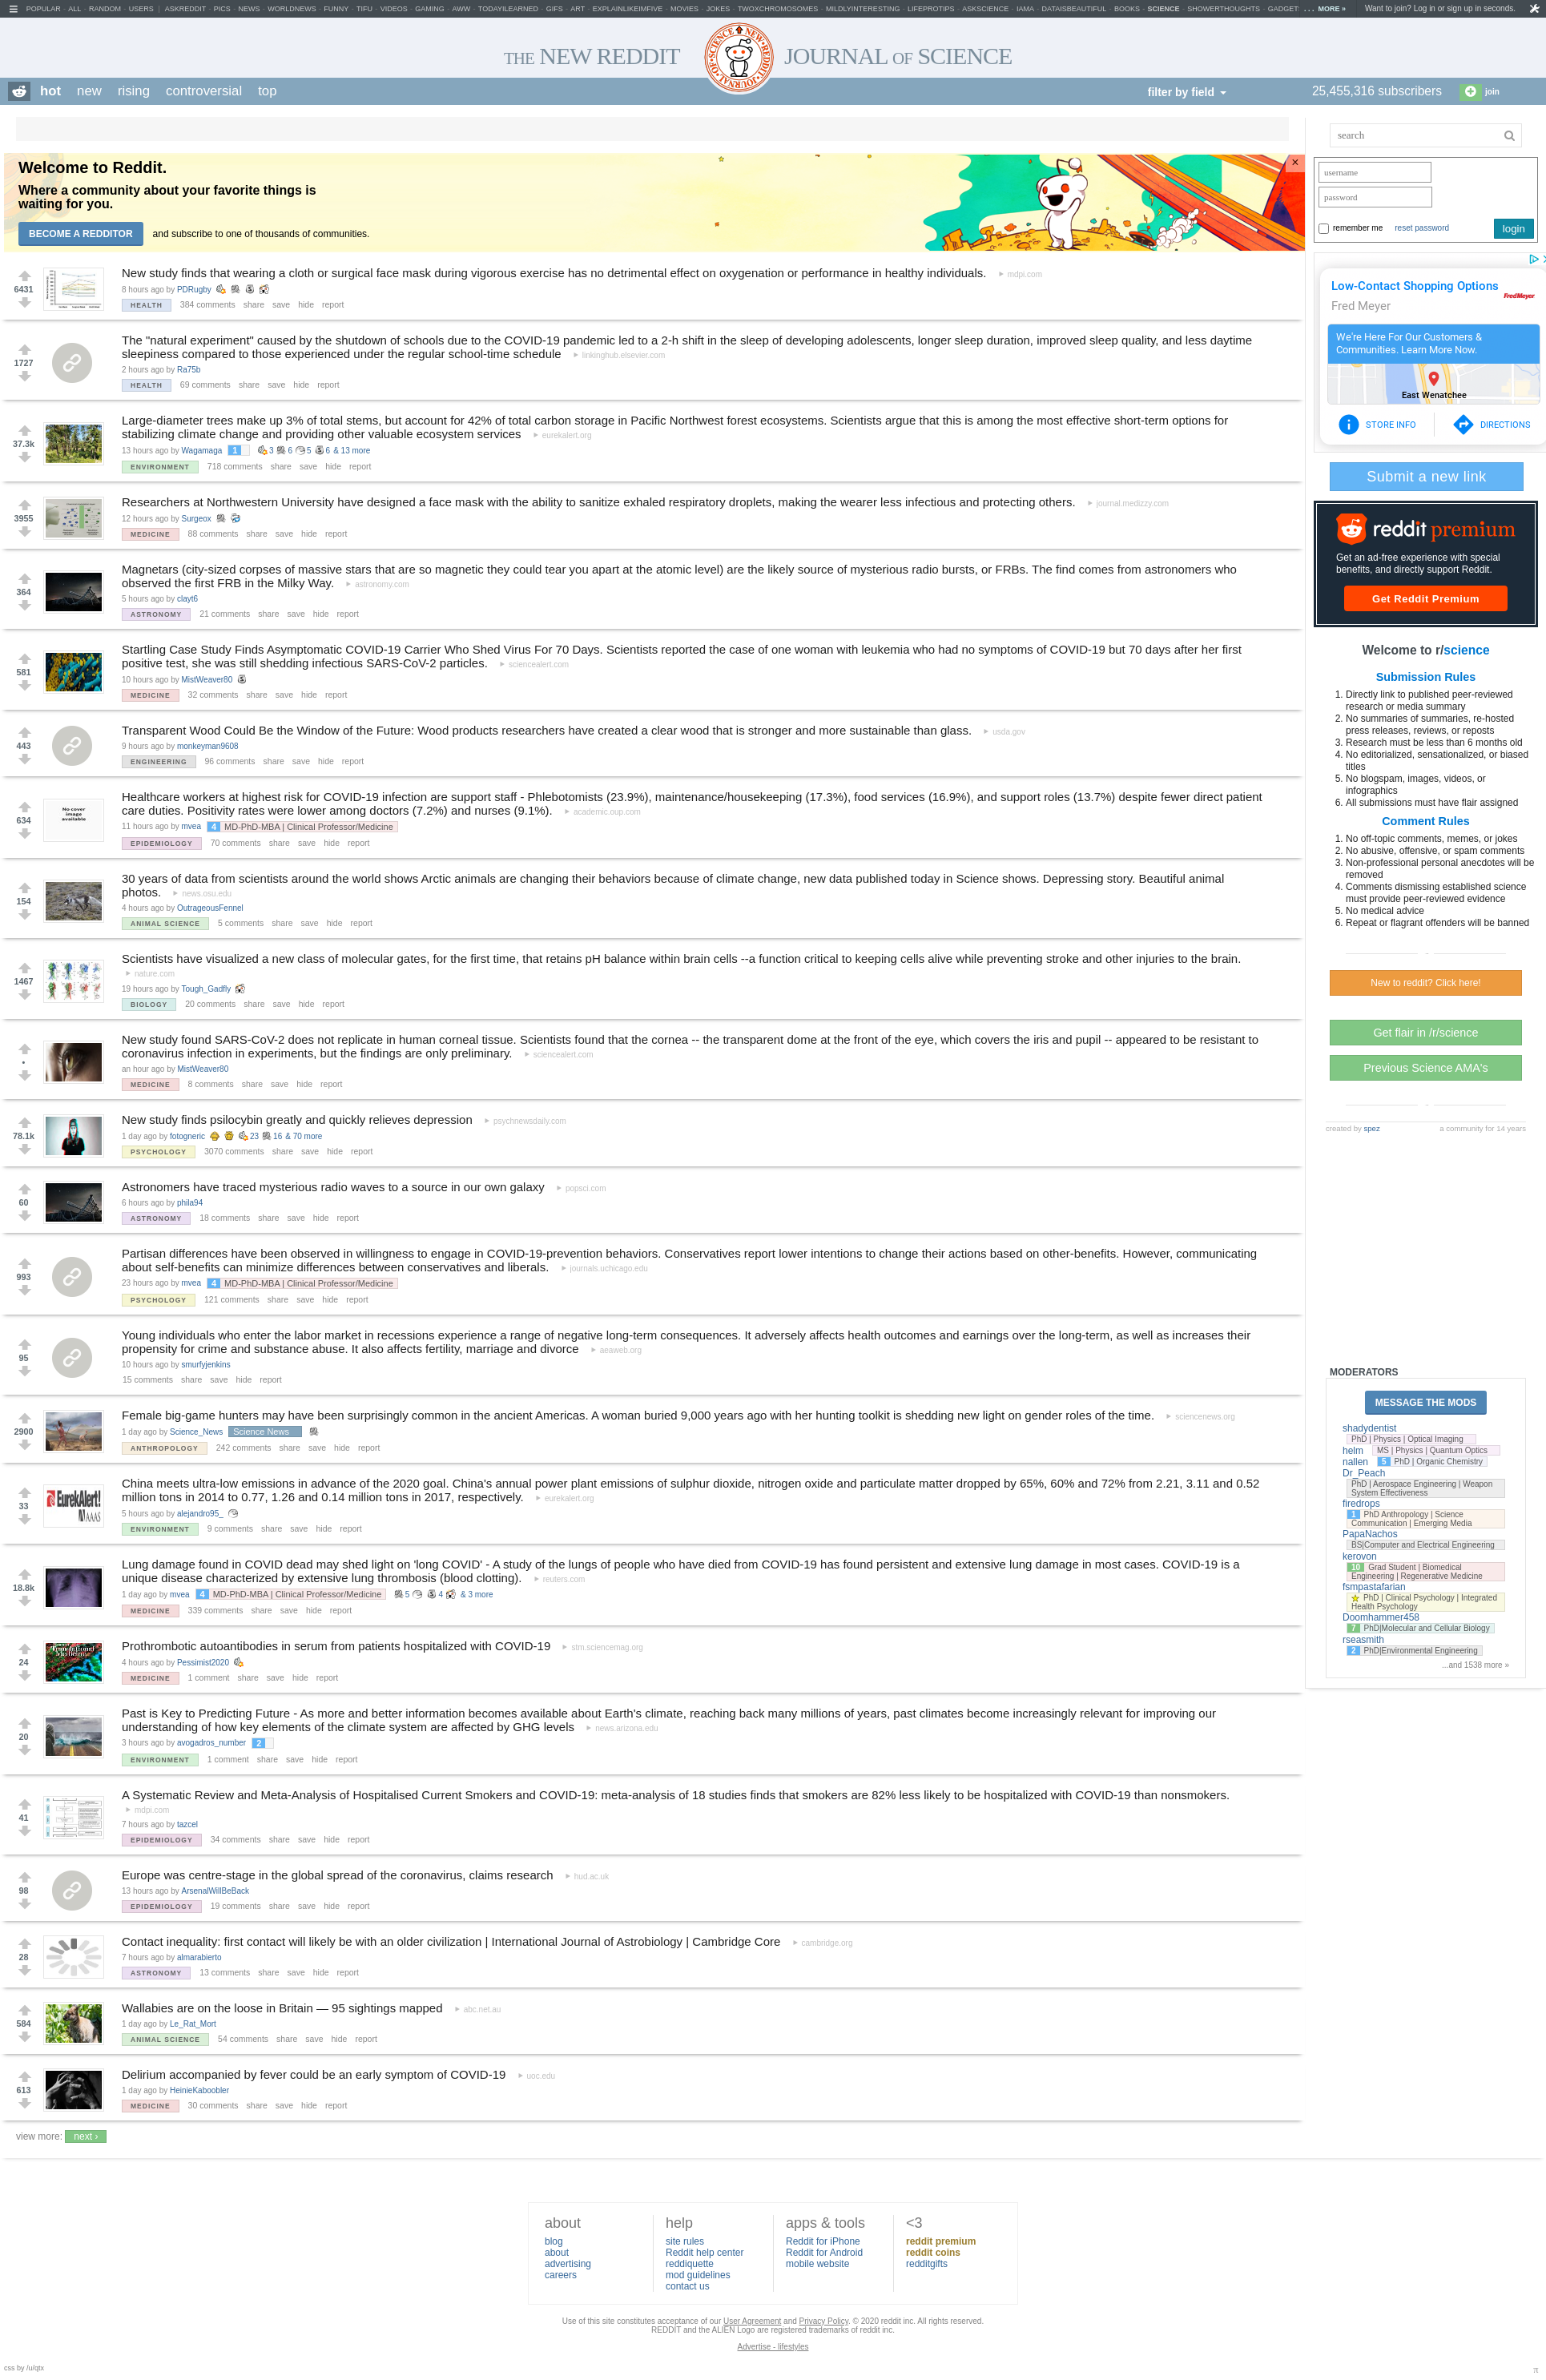 POPULAR - ALL - RANDOM - USERS | ASKREDDIT - PICS - NEWS - WORLDNEWS - FUNNY - TIFU - VIDEOS - GAMING - AWW - TODAYILEARNED - GIFS - ART - EXPLAINLIKEIMFIVE - MOVIES - JOKES - TWOXCHROMOSOMES - MILDLYINTERESTING - LIFEPROTIPS - ASKSCIENCE - IAMA - DATAISBEAUTIFUL - BOOKS - SCIENCE - SHOWERTHOUGHTS - GADGET ... MORE » Want to join? Log in or sign up in seconds.
THE NEW REDDIT JOURNAL OF SCIENCE
hot new rising controversial top filter by field 25,455,316 subscribers join
Welcome to Reddit.
Where a community about your favorite things is
waiting for you.
BECOME A REDDITOR and subscribe to one of thousands of communities.
6431
New study finds that wearing a cloth or surgical face mask during vigorous exercise has no detrimental effect on oxygenation or performance in healthy individuals. mdpi.com
8 hours ago by PDRugby
HEALTH 384 comments share save hide report
1727
The "natural experiment" caused by the shutdown of schools due to the COVID-19 pandemic led to a 2-h shift in the sleep of developing adolescents, longer sleep duration, improved sleep quality, and less daytime
sleepiness compared to those experienced under the regular school-time schedule linkinghub.elsevier.com
2 hours ago by Ra75b
HEALTH 69 comments share save hide report
37.3k
Large-diameter trees make up 3% of total stems, but account for 42% of total carbon storage in Pacific Northwest forest ecosystems. Scientists argue that this is among the most effective short-term options for
stabilizing climate change and providing other valuable ecosystem services eurekalert.org
13 hours ago by Wagamaga 1 3 6 5 6 & 13 more
ENVIRONMENT 718 comments share save hide report
3955
Researchers at Northwestern University have designed a face mask with the ability to sanitize exhaled respiratory droplets, making the wearer less infectious and protecting others. journal.medizzy.com
12 hours ago by Surgeox
MEDICINE 88 comments share save hide report
364
Magnetars (city-sized corpses of massive stars that are so magnetic they could tear you apart at the atomic level) are the likely source of mysterious radio bursts, or FRBs. The find comes from astronomers who
observed the first FRB in the Milky Way. astronomy.com
5 hours ago by clayt6
ASTRONOMY 21 comments share save hide report
581
Startling Case Study Finds Asymptomatic COVID-19 Carrier Who Shed Virus For 70 Days. Scientists reported the case of one woman with leukemia who had no symptoms of COVID-19 but 70 days after her first
positive test, she was still shedding infectious SARS-CoV-2 particles. sciencealert.com
10 hours ago by MistWeaver80
MEDICINE 32 comments share save hide report
443
Transparent Wood Could Be the Window of the Future: Wood products researchers have created a clear wood that is stronger and more sustainable than glass. usda.gov
9 hours ago by monkeyman9608
ENGINEERING 96 comments share save hide report
634
No cover
image
available
Healthcare workers at highest risk for COVID-19 infection are support staff - Phlebotomists (23.9%), maintenance/housekeeping (17.3%), food services (16.9%), and support roles (13.7%) despite fewer direct patient
care duties. Positivity rates were lower among doctors (7.2%) and nurses (9.1%). academic.oup.com
11 hours ago by mvea 4 MD-PhD-MBA | Clinical Professor/Medicine
EPIDEMIOLOGY 70 comments share save hide report
154
30 years of data from scientists around the world shows Arctic animals are changing their behaviors because of climate change, new data published today in Science shows. Depressing story. Beautiful animal
photos. news.osu.edu
4 hours ago by OutrageousFennel
ANIMAL SCIENCE 5 comments share save hide report
1467
Scientists have visualized a new class of molecular gates, for the first time, that retains pH balance within brain cells --a function critical to keeping cells alive while preventing stroke and other injuries to the brain.
nature.com
19 hours ago by Tough_Gadfly
BIOLOGY 20 comments share save hide report
•
New study found SARS-CoV-2 does not replicate in human corneal tissue. Scientists found that the cornea -- the transparent dome at the front of the eye, which covers the iris and pupil -- appeared to be resistant to
coronavirus infection in experiments, but the findings are only preliminary. sciencealert.com
an hour ago by MistWeaver80
MEDICINE 8 comments share save hide report
78.1k
New study finds psilocybin greatly and quickly relieves depression psychnewsdaily.com
1 day ago by fotogneric 23 16 & 70 more
PSYCHOLOGY 3070 comments share save hide report
60
Astronomers have traced mysterious radio waves to a source in our own galaxy popsci.com
6 hours ago by phila94
ASTRONOMY 18 comments share save hide report
993
Partisan differences have been observed in willingness to engage in COVID-19-prevention behaviors. Conservatives report lower intentions to change their actions based on other-benefits. However, communicating
about self-benefits can minimize differences between conservatives and liberals. journals.uchicago.edu
23 hours ago by mvea 4 MD-PhD-MBA | Clinical Professor/Medicine
PSYCHOLOGY 121 comments share save hide report
95
Young individuals who enter the labor market in recessions experience a range of negative long-term consequences. It adversely affects health outcomes and earnings over the long-term, as well as increases their
propensity for crime and substance abuse. It also affects fertility, marriage and divorce aeaweb.org
10 hours ago by smurfyjenkins
15 comments share save hide report
2900
Female big-game hunters may have been surprisingly common in the ancient Americas. A woman buried 9,000 years ago with her hunting toolkit is shedding new light on gender roles of the time. sciencenews.org
1 day ago by Science_News Science News
ANTHROPOLOGY 242 comments share save hide report
33
EurekAlert!
AAAS
China meets ultra-low emissions in advance of the 2020 goal. China's annual power plant emissions of sulphur dioxide, nitrogen oxide and particulate matter dropped by 65%, 60% and 72% from 2.21, 3.11 and 0.52
million tons in 2014 to 0.77, 1.26 and 0.14 million tons in 2017, respectively. eurekalert.org
5 hours ago by alejandro95_
ENVIRONMENT 9 comments share save hide report
18.8k
Lung damage found in COVID dead may shed light on 'long COVID' - A study of the lungs of people who have died from COVID-19 has found persistent and extensive lung damage in most cases. COVID-19 is a
unique disease characterized by extensive lung thrombosis (blood clotting). reuters.com
1 day ago by mvea 4 MD-PhD-MBA | Clinical Professor/Medicine 5 4 & 3 more
MEDICINE 339 comments share save hide report
24
Prothrombotic autoantibodies in serum from patients hospitalized with COVID-19 stm.sciencemag.org
4 hours ago by Pessimist2020
MEDICINE 1 comment share save hide report
20
Past is Key to Predicting Future - As more and better information becomes available about Earth's climate, reaching back many millions of years, past climates become increasingly relevant for improving our
understanding of how key elements of the climate system are affected by GHG levels news.arizona.edu
3 hours ago by avogadros_number 2
ENVIRONMENT 1 comment share save hide report
41
A Systematic Review and Meta-Analysis of Hospitalised Current Smokers and COVID-19: meta-analysis of 18 studies finds that smokers are 82% less likely to be hospitalized with COVID-19 than nonsmokers.
mdpi.com
7 hours ago by tazcel
EPIDEMIOLOGY 34 comments share save hide report
98
Europe was centre-stage in the global spread of the coronavirus, claims research hud.ac.uk
13 hours ago by ArsenalWillBeBack
EPIDEMIOLOGY 19 comments share save hide report
28
Contact inequality: first contact will likely be with an older civilization | International Journal of Astrobiology | Cambridge Core cambridge.org
7 hours ago by almarabierto
ASTRONOMY 13 comments share save hide report
584
Wallabies are on the loose in Britain — 95 sightings mapped abc.net.au
1 day ago by Le_Rat_Mort
ANIMAL SCIENCE 54 comments share save hide report
613
Delirium accompanied by fever could be an early symptom of COVID-19 uoc.edu
1 day ago by HeinieKaboobler
MEDICINE 30 comments share save hide report
view more: next ›
search
username
password
remember me reset password login
Low-Contact Shopping Options
Fred Meyer
Fred Meyer
We're Here For Our Customers &
Communities. Learn More Now.
East Wenatchee
STORE INFO DIRECTIONS
Submit a new link
reddit premium
Get an ad-free experience with special
benefits, and directly support Reddit.
Get Reddit Premium
Welcome to r/science
Submission Rules
1. Directly link to published peer-reviewed
research or media summary
2. No summaries of summaries, re-hosted
press releases, reviews, or reposts
3. Research must be less than 6 months old
4. No editorialized, sensationalized, or biased
titles
5. No blogspam, images, videos, or
infographics
6. All submissions must have flair assigned
Comment Rules
1. No off-topic comments, memes, or jokes
2. No abusive, offensive, or spam comments
3. Non-professional personal anecdotes will be
removed
4. Comments dismissing established science
must provide peer-reviewed evidence
5. No medical advice
6. Repeat or flagrant offenders will be banned
New to reddit? Click here!
Get flair in /r/science
Previous Science AMA's
created by spez a community for 14 years
MODERATORS
MESSAGE THE MODS
shadydentist
PhD | Physics | Optical Imaging
helm MS | Physics | Quantum Optics
nallen 5 PhD | Organic Chemistry
Dr_Peach
PhD | Aerospace Engineering | Weapon
System Effectiveness
firedrops
1 PhD Anthropology | Science
Communication | Emerging Media
PapaNachos
BS|Computer and Electrical Engineering
kerovon
10 Grad Student | Biomedical
Engineering | Regenerative Medicine
fsmpastafarian
PhD | Clinical Psychology | Integrated
Health Psychology
Doomhammer458
7 PhD|Molecular and Cellular Biology
rseasmith
2 PhD|Environmental Engineering
...and 1538 more »
about
blog
about
advertising
careers
help
site rules
Reddit help center
reddiquette
mod guidelines
contact us
apps & tools
Reddit for iPhone
Reddit for Android
mobile website
<3
reddit premium
reddit coins
redditgifts
Use of this site constitutes acceptance of our User Agreement and Privacy Policy. © 2020 reddit inc. All rights reserved.
REDDIT and the ALIEN Logo are registered trademarks of reddit inc.
Advertise - lifestyles
css by /u/qtx
π